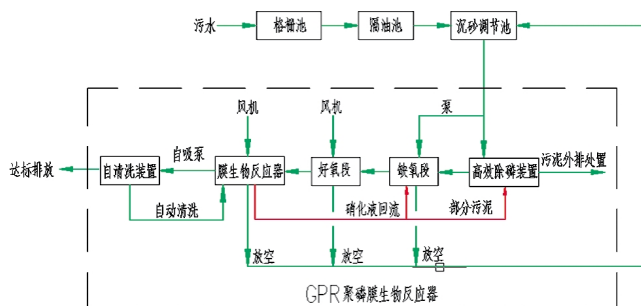 污水
格栅池
隔油池
沉砂调节池
泵
风机
风机
自吸泵
污泥外排处置
达标排放
自清洗装置
膜生物反应器
好氧段
缺氧段
高效除磷装置
自动清洗
硝化液回流
部分污泥
放空
放空
放空
GPR聚磷膜生物反应器